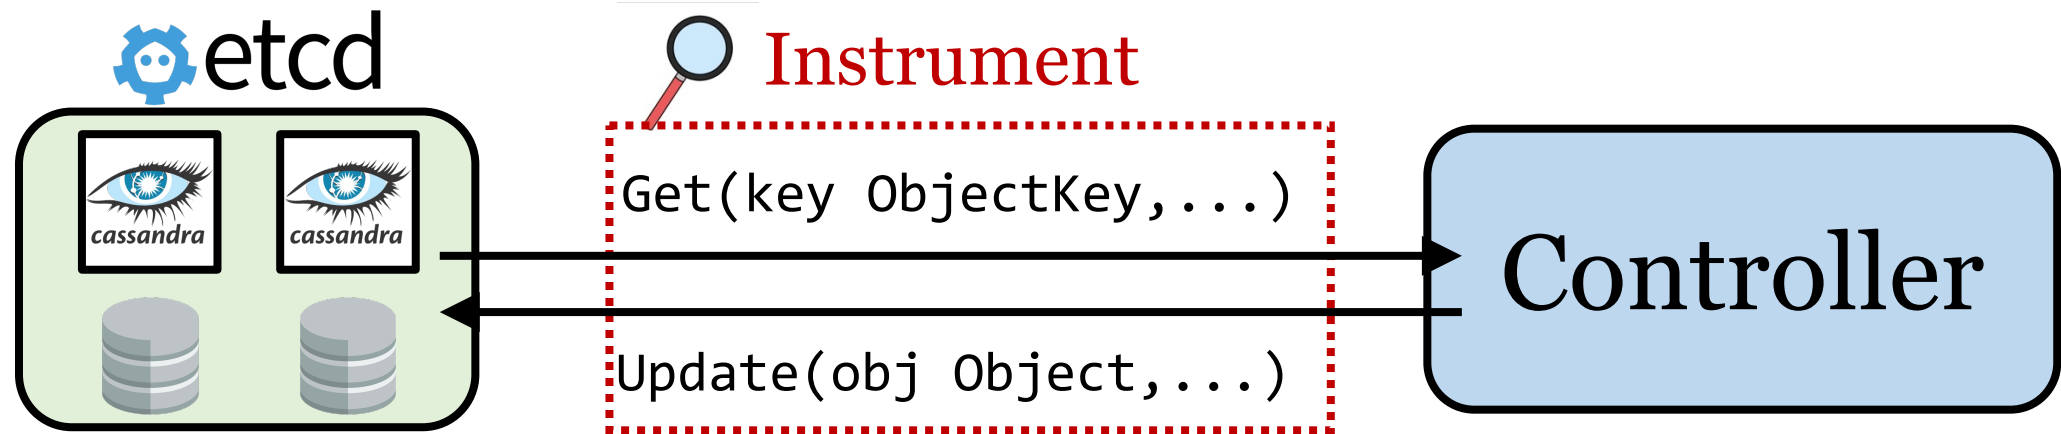 etcd
Instrument
cassandra
cassandra
Get(key ObjectKey,...)
Controller
Update(obj Object,...)